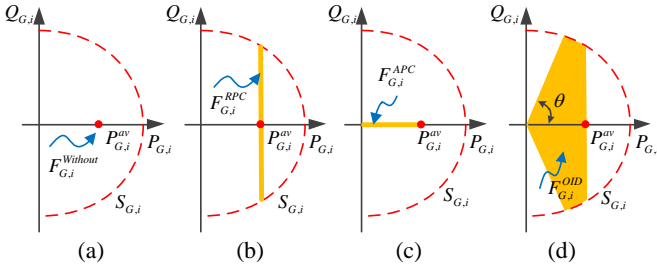 Q_{G,i} Q_{G,i} Q_{G,i} Q_{G,i}
F_{G,i}^{Without} P_{G,i}^{av} P_{G,i} S_{G,i}
F_{G,i}^{RPC} P_{G,i}^{av} P_{G,i} S_{G,i}
F_{G,i}^{APC} P_{G,i}^{av} P_{G,i} S_{G,i}
θ P_{G,i}^{av} P_{G, F_{G,i}^{OID} S_{G,i}
(a) (b) (c) (d)